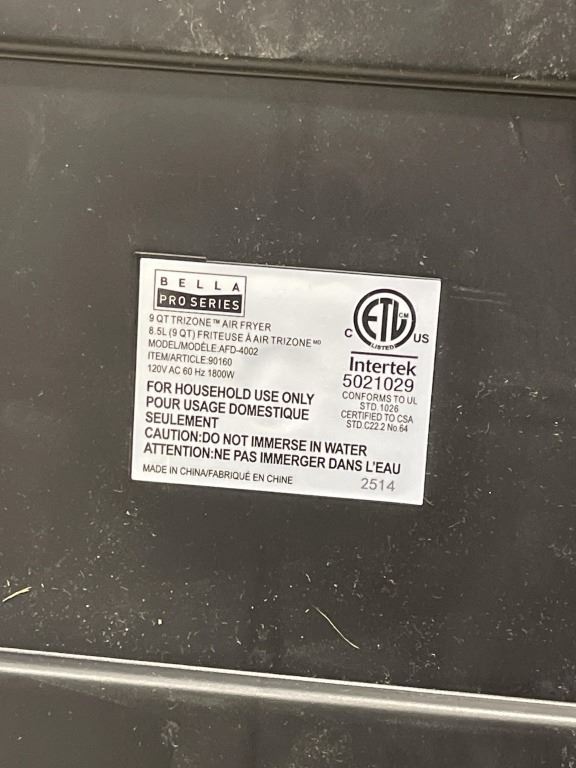 BELLA
PRO SERIES
9 QT TRIZONE™ AIR FRYER
8.5L (9 QT) FRITEUSE À AIR TRIZONE MD
MODEL/MODÈLE:AFD-4002
ITEM/ARTICLE:90160
120V AC 60 Hz 1800W
FOR HOUSEHOLD USE ONLY
POUR USAGE DOMESTIQUE
SEULEMENT
CAUTION:DO NOT IMMERSE IN WATER
ATTENTION:NE PAS IMMERGER DANS L'EAU
MADE IN CHINA/FABRIQUÉ EN CHINE
ETL CM
LISTED
C US
Intertek
5021029
CONFORMS TO UL
STD.1026
CERTIFIED TO CSA
STD.C22.2 No.64
2514